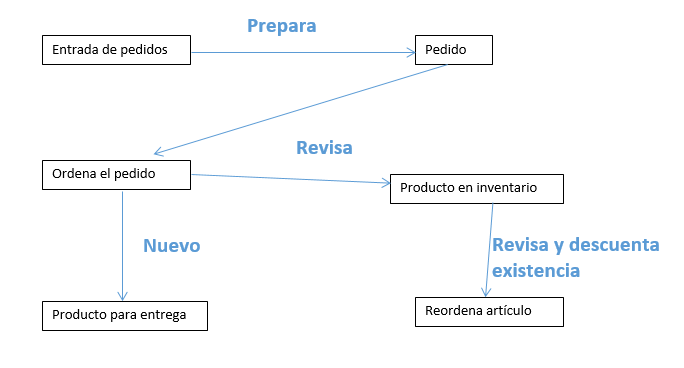 Prepara
Entrada de pedidos
Pedido
Revisa
Ordena el pedido
Producto en inventario
Nuevo
Revisa y descuenta
existencia
Producto para entrega
Reordena artículo